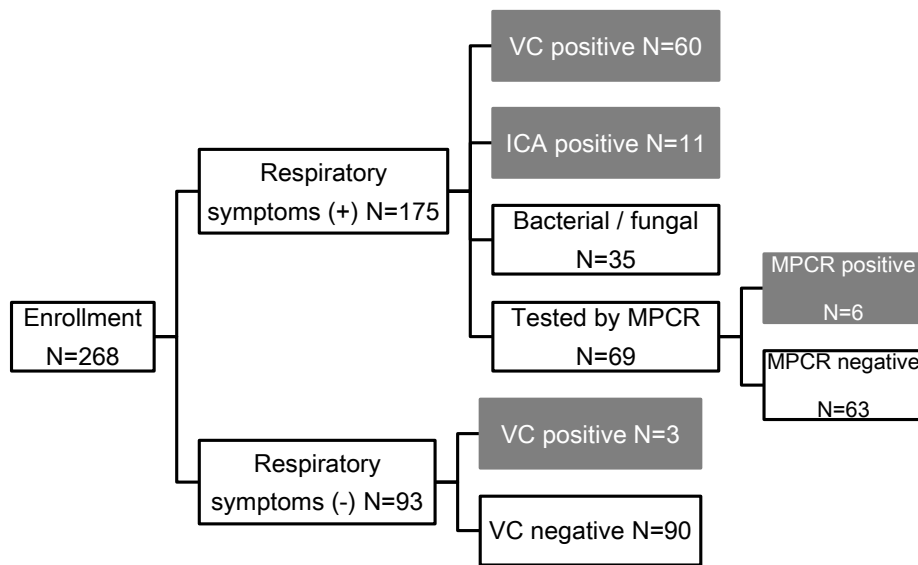 Enrollment
N=268
Respiratory
symptoms (+) N=175
VC positive N=60
ICA positive N=11
Bacterial / fungal
N=35
Tested by MPCR
N=69
MPCR positive
N=6
MPCR negative
N=63
Respiratory
symptoms (-) N=93
VC positive N=3
VC negative N=90